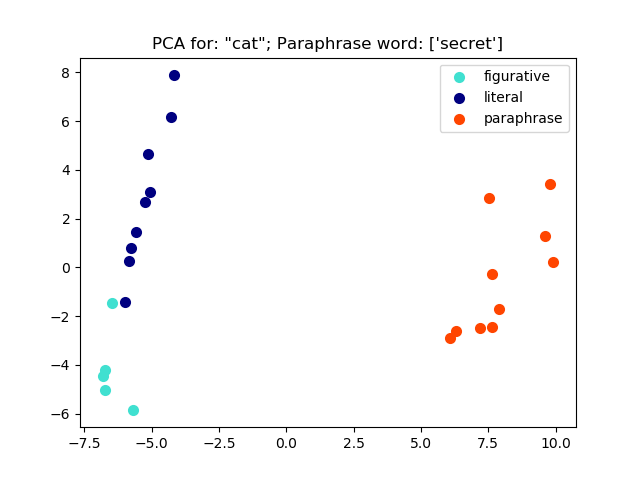 PCA for: "cat"; Paraphrase word: ['secret']
figurative
literal
paraphrase
8
6
4
2
0
−2
−4
−6
−7.5 −5.0 −2.5 0.0 2.5 5.0 7.5 10.0